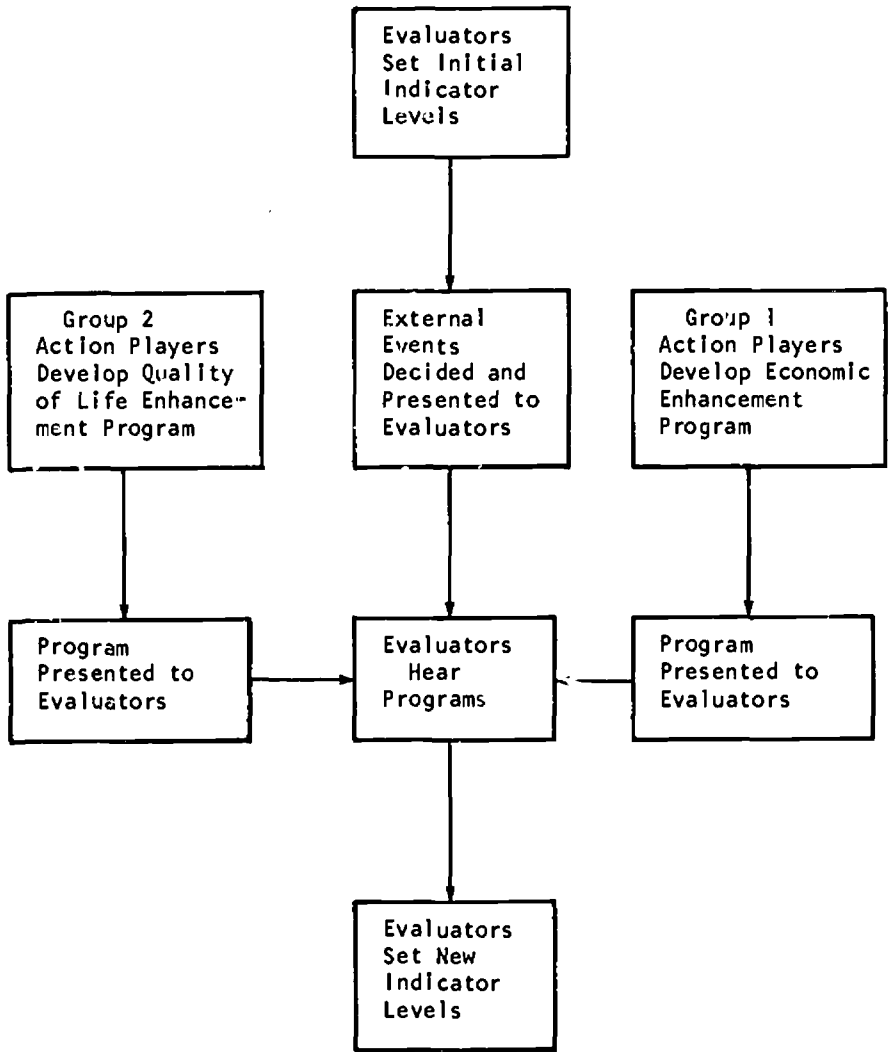 Evaluators
Set Initial
Indicator
Levels
Group 2
Action Players
Develop Quality
of Life Enhance-
ment Program
External
Events
Decided and
Presented to
Evaluators
Group 1
Action Players
Develop Economic
Enhancement
Program
Program
Presented to
Evaluators
Evaluators
Hear
Programs
Program
Presented to
Evaluators
Evaluators
Set New
Indicator
Levels